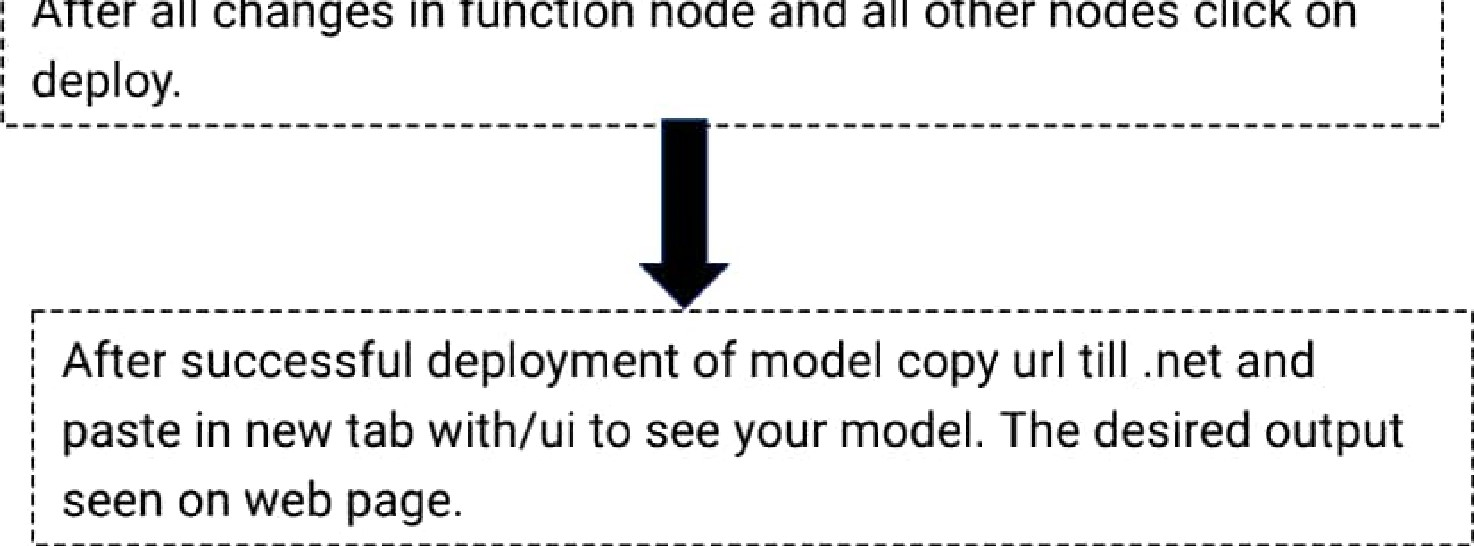 After all changes in function node and all other nodes click on
deploy.
After successful deployment of model copy url till .net and
paste in new tab with/ui to see your model. The desired output
seen on web page.